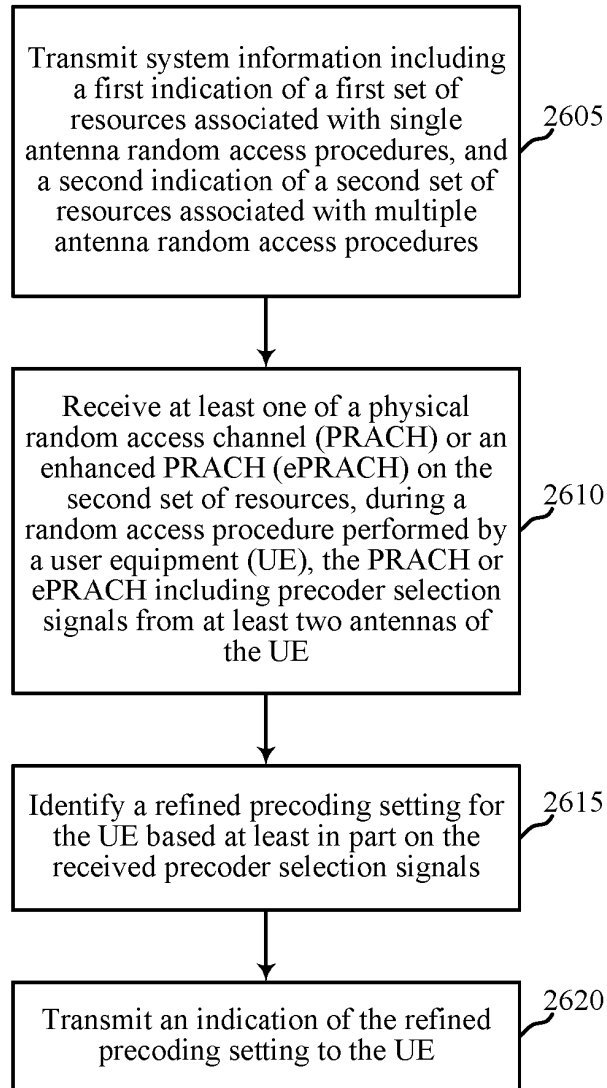 Transmit system information including
a first indication of a first set of
resources associated with single
antenna random access procedures, and
a second indication of a second set of
resources associated with multiple
antenna random access procedures
2605
Receive at least one of a physical
random access channel (PRACH) or an
enhanced PRACH (ePRACH) on the
second set of resources, during a
random access procedure performed by
a user equipment (UE), the PRACH or
ePRACH including precoder selection
signals from at least two antennas of
the UE
2610
Identify a refined precoding setting for
the UE based at least in part on the
received precoder selection signals
2615
Transmit an indication of the refined
precoding setting to the UE
2620